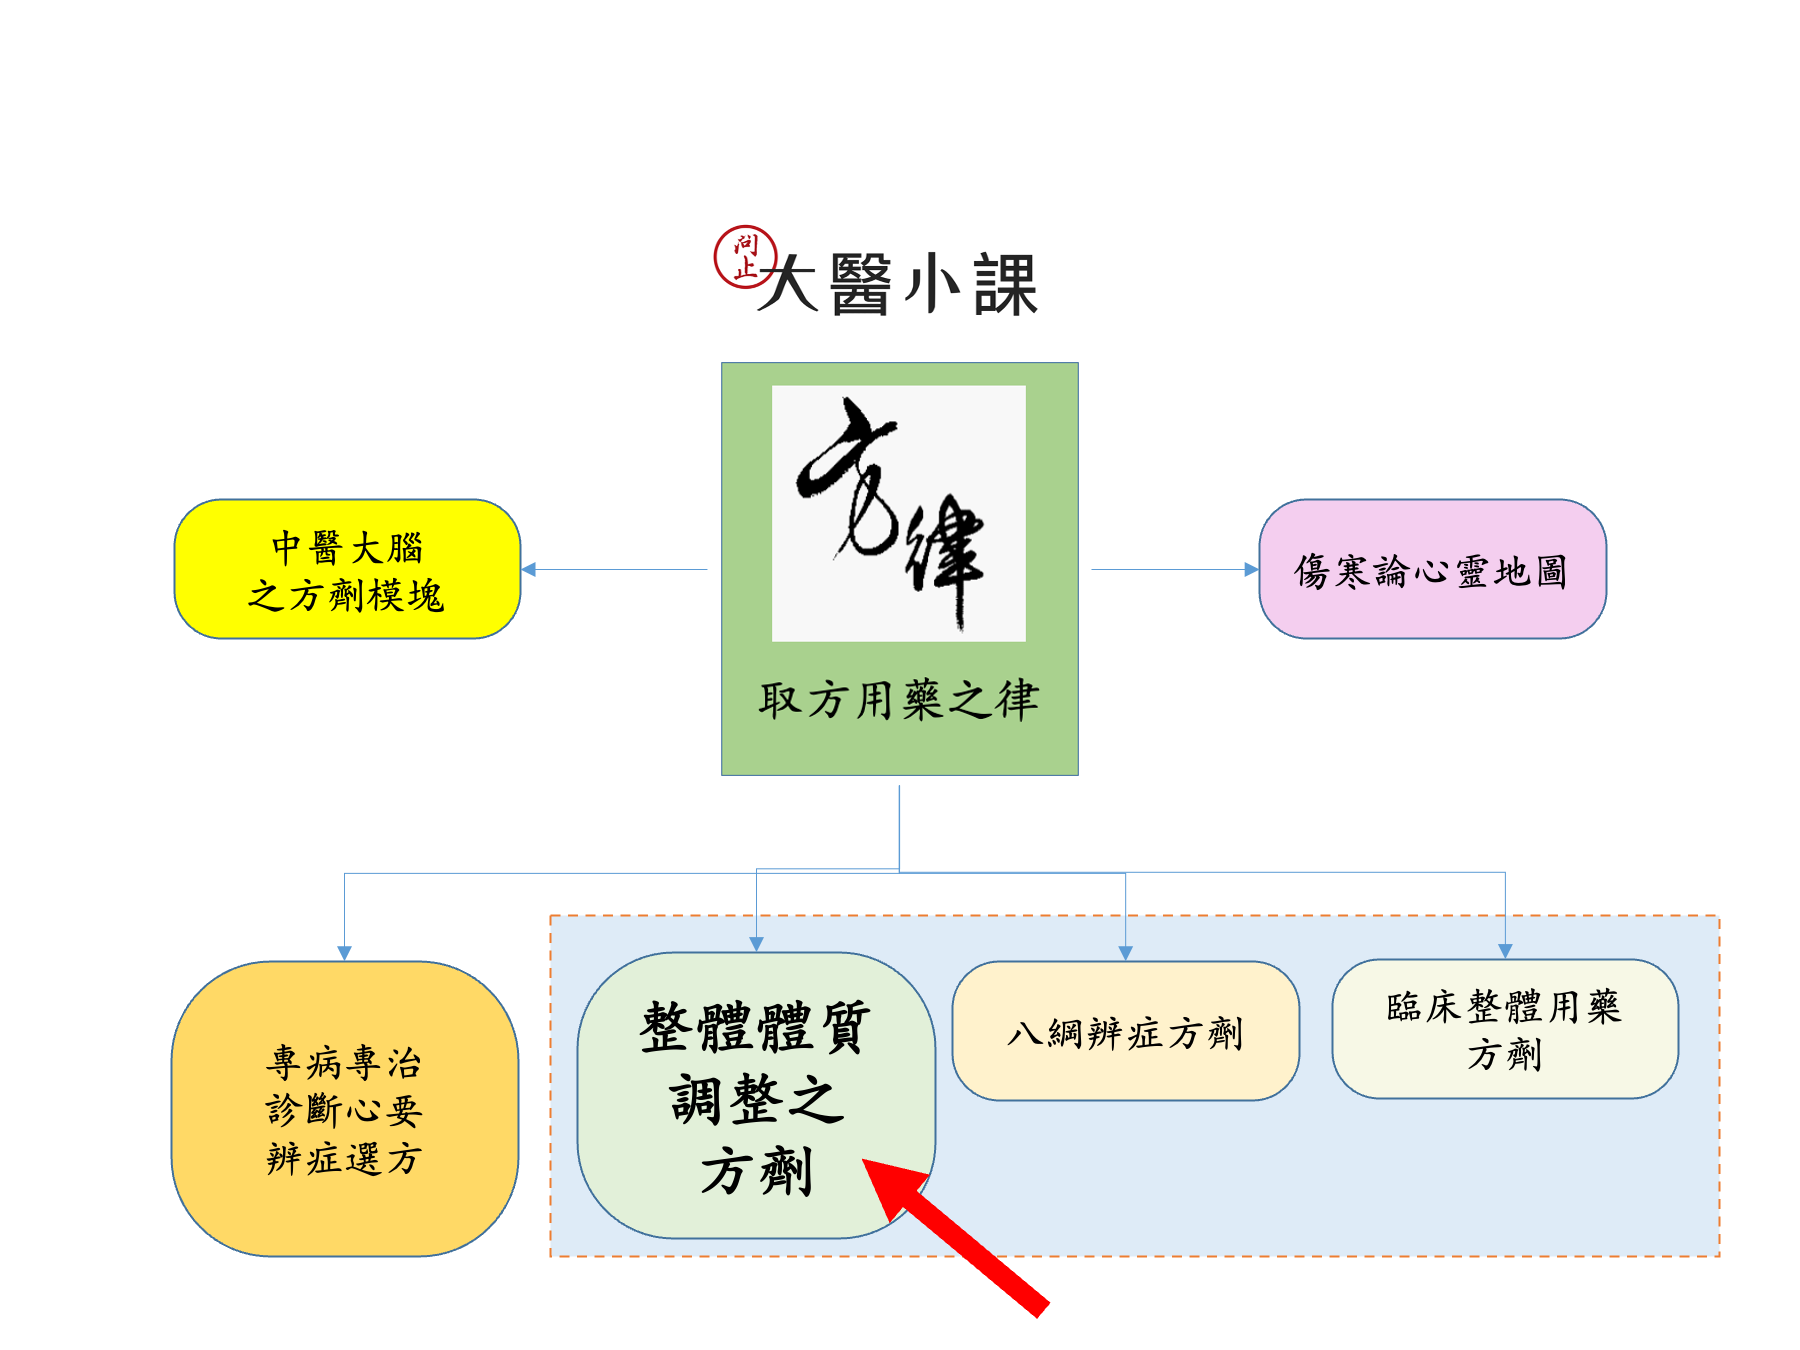 問止
大醫小課
方律
取方用藥之律
中醫大腦
之方劑模塊
傷寒論心靈地圖
專病專治
診斷心要
辨症選方
整體體質
調整之
方劑
八綱辨症方劑
臨床整體用藥
方劑